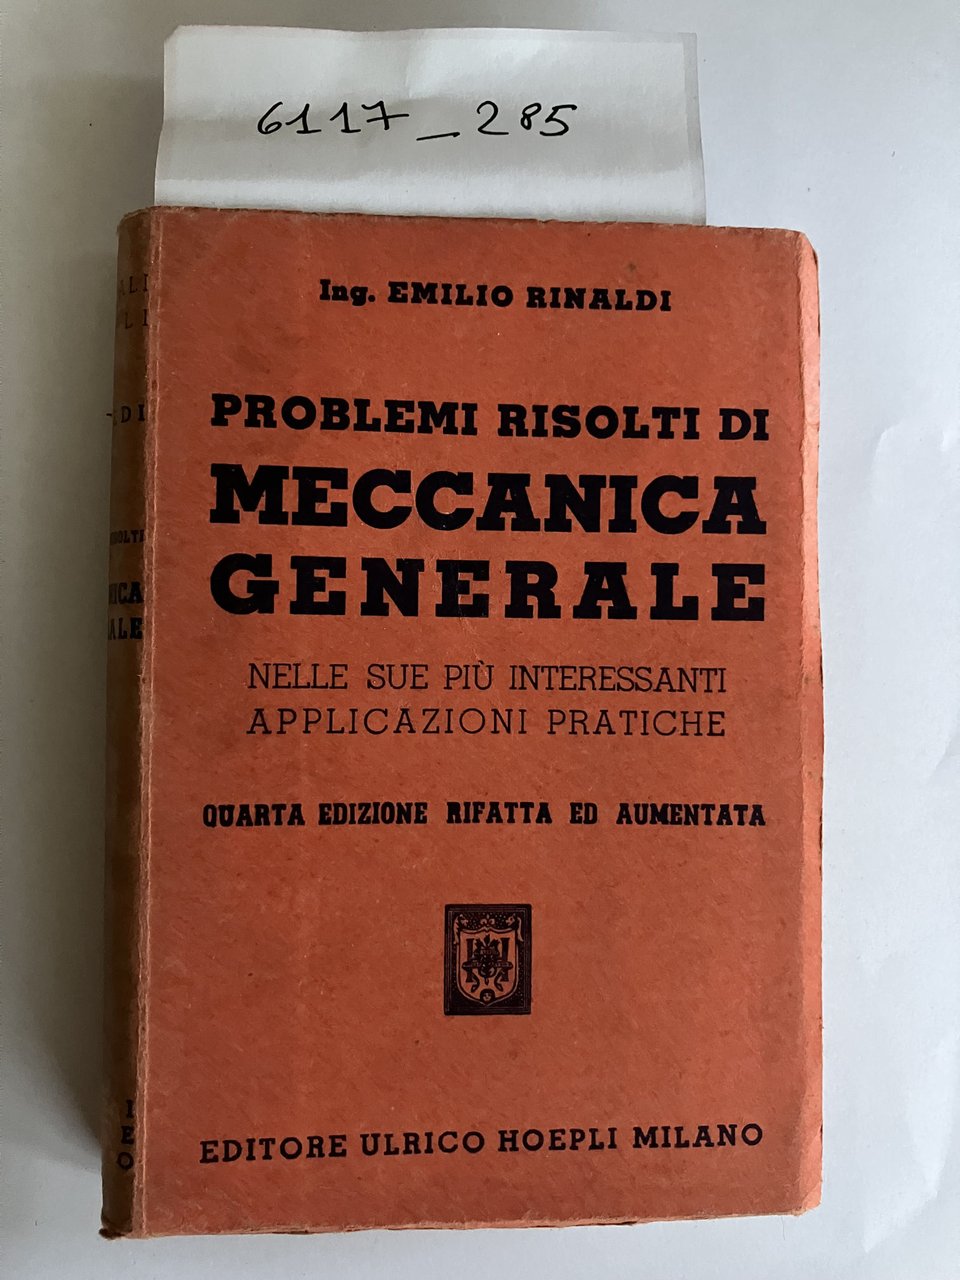 6117_285
Ing. EMILIO RINALDI
PROBLEMI RISOLTI DI
MECCANICA
GENERALE
NELLE SUE PIÙ INTERESSANTI
APPLICAZIONI PRATICHE
QUARTA EDIZIONE RIFATTA ED AUMENTATA
EDITORE ULRICO HOEPLI MILANO